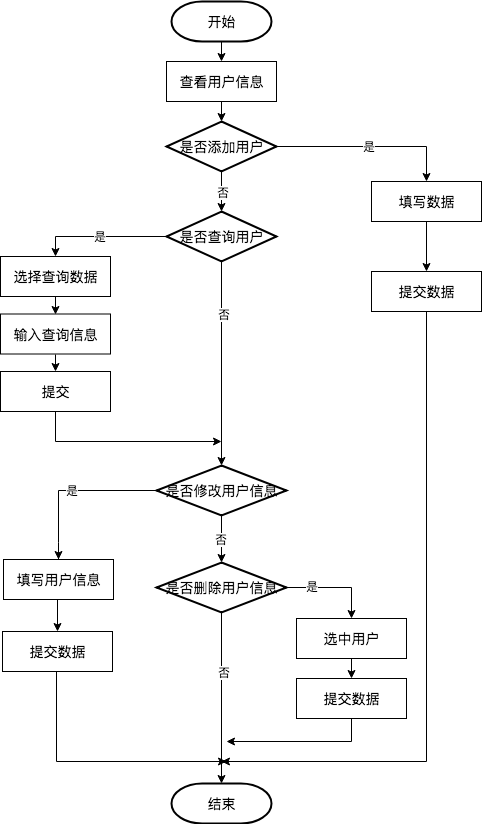 开始
查看用户信息
是否添加用户
是
否
填写数据
是否查询用户
是
选择查询数据
提交数据
否
输入查询信息
提交
是否修改用户信息
是
否
填写用户信息
是否删除用户信息
是
选中用户
提交数据
否
提交数据
结束